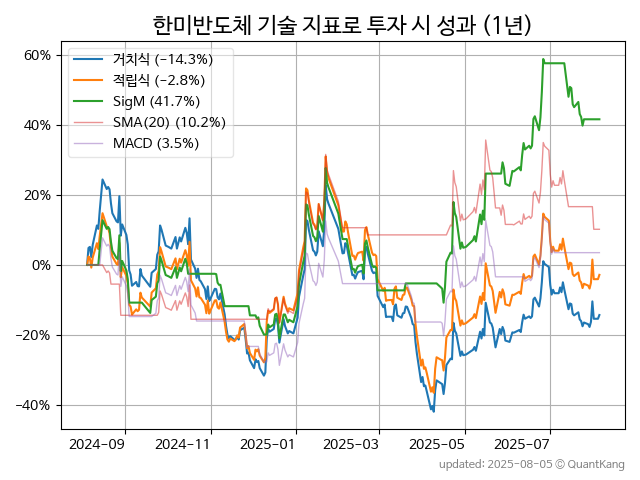 한미반도체 기술 지표로 투자 시 성과 (1년)
60%
40%
20%
0%
−20%
−40%
거치식 (-14.3%)
적립식 (-2.8%)
SigM (41.7%)
SMA(20) (10.2%)
MACD (3.5%)
2024-09
2024-11
2025-01
2025-03
2025-05
2025-07
updated: 2025-08-05 © QuantKang